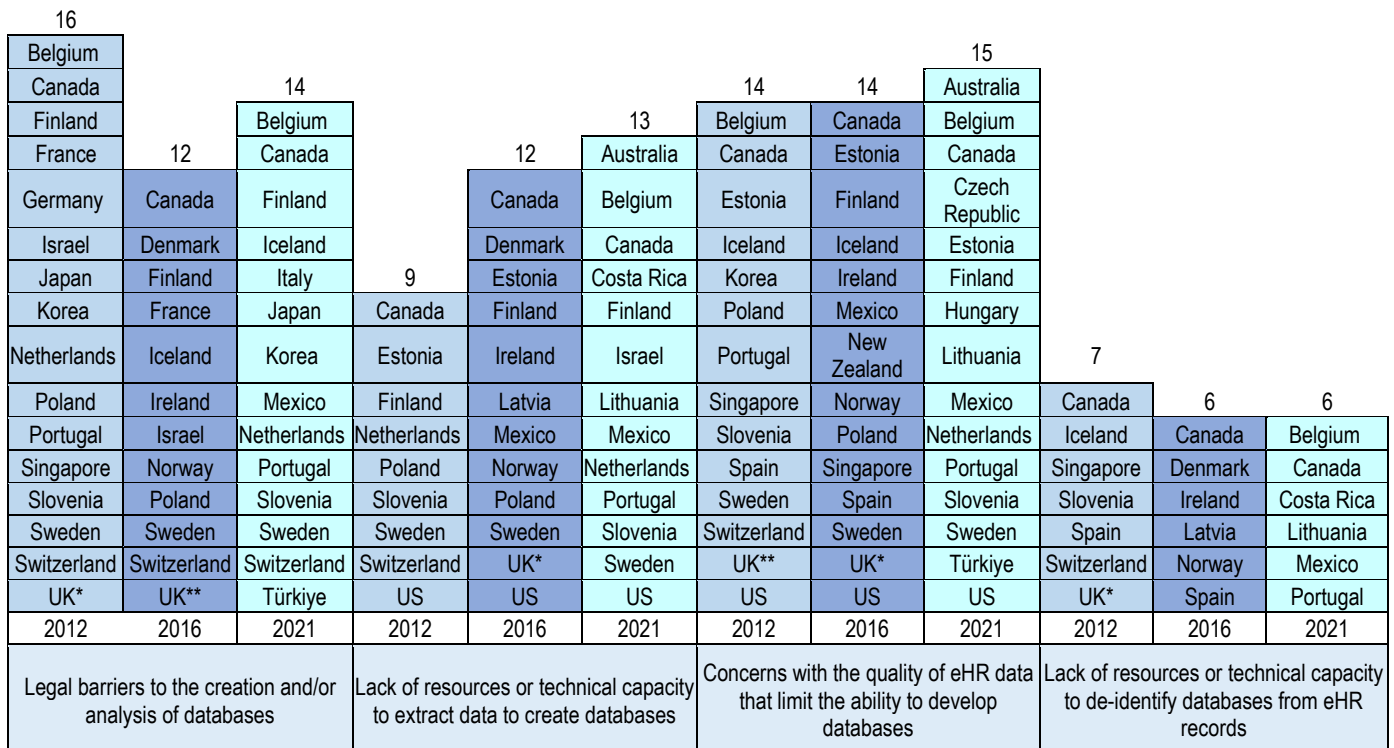 16
Belgium
Canada
Finland
France
Germany
Israel
Japan
Korea
Netherlands
Poland
Portugal
Singapore
Slovenia
Sweden
Switzerland
UK*
2012
12
Canada
Denmark
Finland
France
Iceland
Ireland
Israel
Norway
Poland
Sweden
Switzerland
UK**
2016
14
Belgium
Canada
Finland
Iceland
Italy
Japan
Korea
Mexico
Netherlands
Portugal
Slovenia
Sweden
Switzerland
Türkiye
2021
Legal barriers to the creation and/or
analysis of databases
9
Canada
Estonia
Finland
Netherlands
Poland
Slovenia
Sweden
Switzerland
US
2012
12
Canada
Denmark
Estonia
Finland
Ireland
Latvia
Mexico
Norway
Poland
Sweden
UK*
US
2016
13
Australia
Belgium
Canada
Costa Rica
Finland
Israel
Lithuania
Mexico
Netherlands
Portugal
Slovenia
Sweden
US
2021
Lack of resources or technical capacity
to extract data to create databases
14
Belgium
Canada
Estonia
Iceland
Korea
Poland
Portugal
Singapore
Slovenia
Spain
Sweden
Switzerland
UK**
US
2012
14
Canada
Estonia
Finland
Iceland
Ireland
Mexico
New
Zealand
Norway
Poland
Singapore
Spain
Sweden
UK*
US
2016
15
Australia
Belgium
Canada
Czech
Republic
Estonia
Finland
Hungary
Lithuania
Mexico
Netherlands
Portugal
Slovenia
Sweden
Türkiye
US
2021
Concerns with the quality of eHR data
that limit the ability to develop
databases
7
Canada
Iceland
Singapore
Slovenia
Spain
Switzerland
UK*
2012
6
Canada
Denmark
Ireland
Latvia
Norway
Spain
2016
6
Belgium
Canada
Costa Rica
Lithuania
Mexico
Portugal
2021
Lack of resources or technical capacity
to de-identify databases from eHR
records